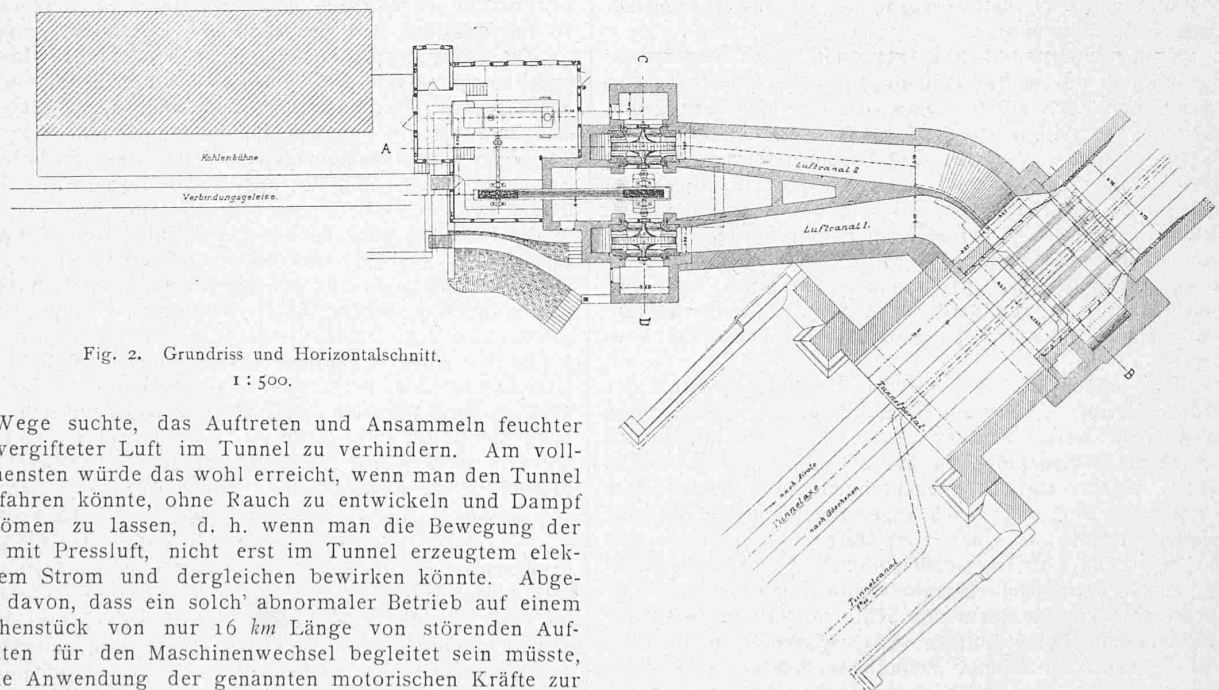 C
Kohlenbühne
A
Verbindungsgeleise.
Luftcanal II
Luftcanal I.
D
B
Tunnelportal
nach Airolo
Tunnelaxe
nach Göschenen
Tunnelcanal
Fig. 2. Grundriss und Horizontalschnitt.
1 : 500.
Wege suchte, das Auftreten und Ansammeln feuchter
vergifteter Luft im Tunnel zu verhindern. Am voll-
ensten würde das wohl erreicht, wenn man den Tunnel
fahren könnte, ohne Rauch zu entwickeln und Dampf
ömen zu lassen, d. h. wenn man die Bewegung der
mit Pressluft, nicht erst im Tunnel erzeugtem elek-
em Strom und dergleichen bewirken könnte. Abge-
davon, dass ein solch' abnormaler Betrieb auf einem
henstück von nur 16 km Länge von störenden Auf-
ten für den Maschinenwechsel begleitet sein müsste,
e Anwendung der genannten motorischen Kräfte zur